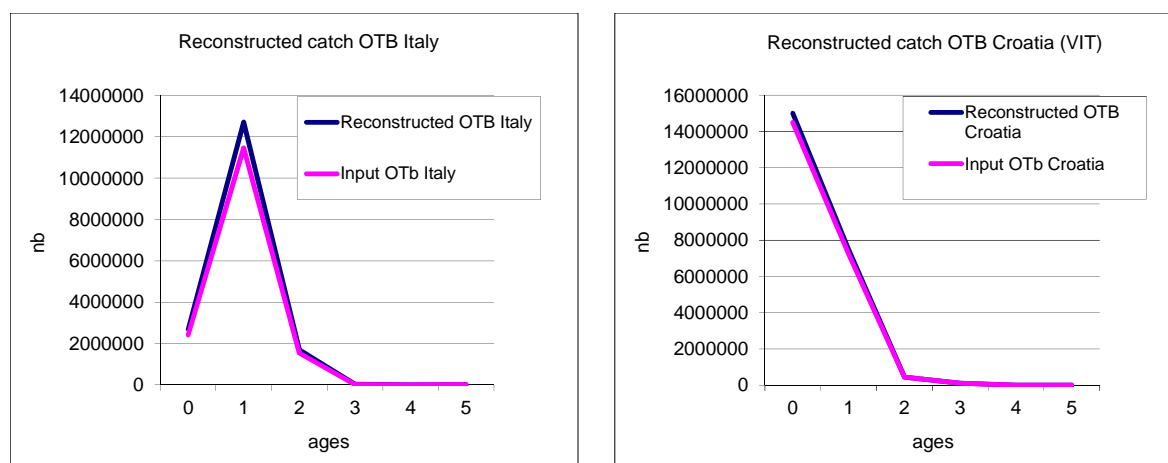 Reconstructed catch OTB Italy
14000000
12000000
10000000
8000000
6000000
4000000
2000000
0
nb
Reconstructed OTB Italy
Input OTb Italy
0 1 2 3 4 5
ages
Reconstructed catch OTB Croatia (VIT)
16000000
14000000
12000000
10000000
8000000
6000000
4000000
2000000
0
nb
Reconstructed OTB
Croatia
Input OTb Croatia
0 1 2 3 4 5
ages